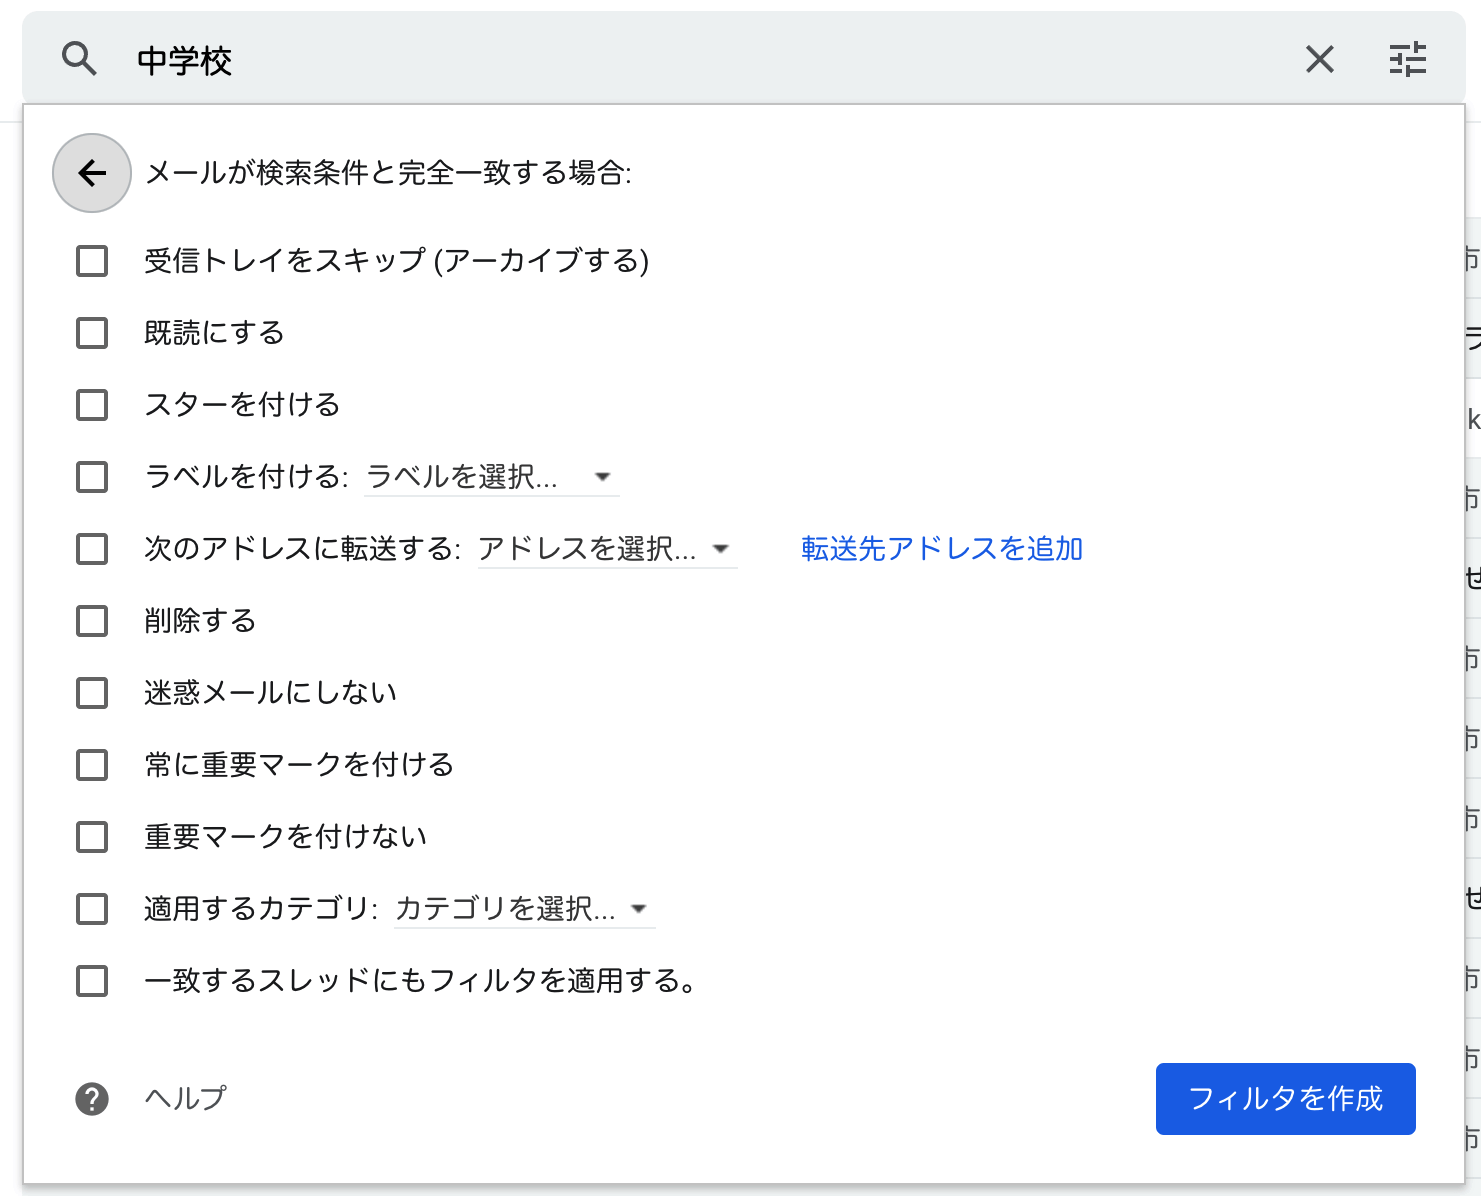 中学校
メールが検索条件と完全一致する場合:
受信トレイをスキップ (アーカイブする)
既読にする
スターを付ける
ラベルを付ける: ラベルを選択...
次のアドレスに転送する: アドレスを選択... 転送先アドレスを追加
削除する
迷惑メールにしない
常に重要マークを付ける
重要マークを付けない
適用するカテゴリ: カテゴリを選択...
一致するスレッドにもフィルタを適用する。
ヘルプ
フィルタを作成